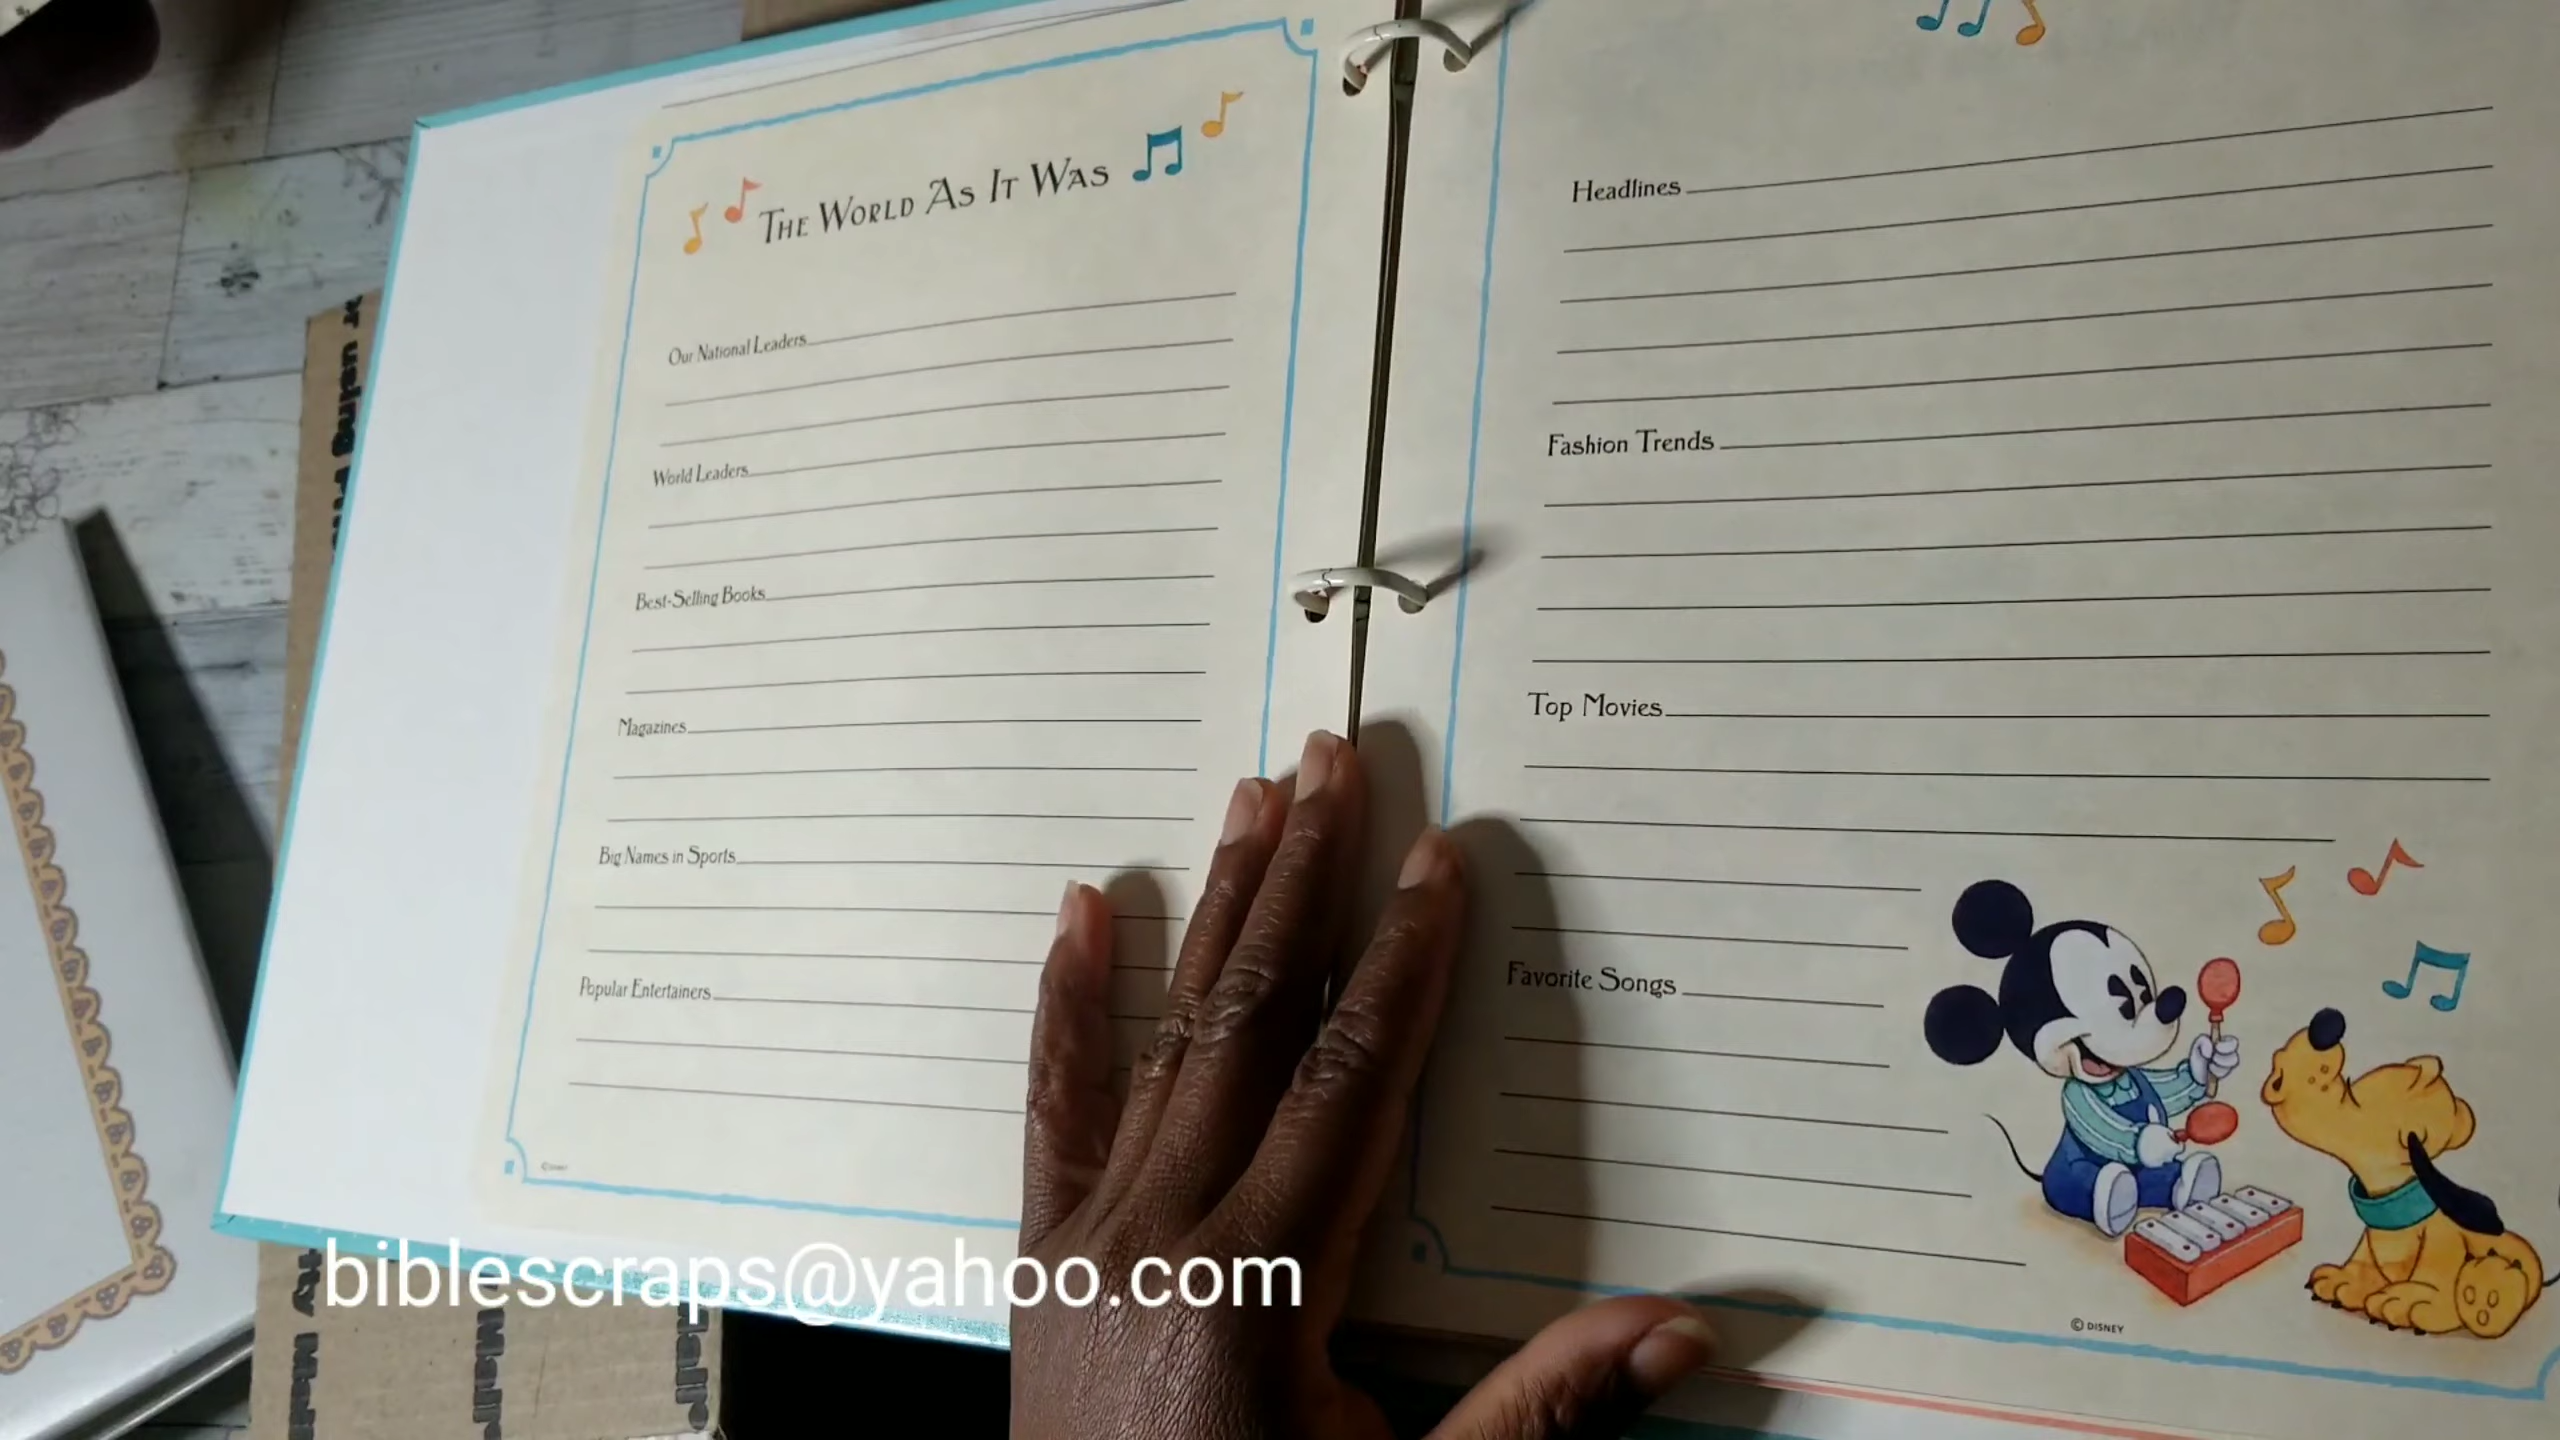 THE WORLD AS IT WAS
Our National Leaders
World Leaders
Best-Selling Books
Magazines
Big Names in Sports
Popular Entertainers
Headlines
Fashion Trends
Top Movies
Favorite Songs
© DISNEY
biblescraps@yahoo.com